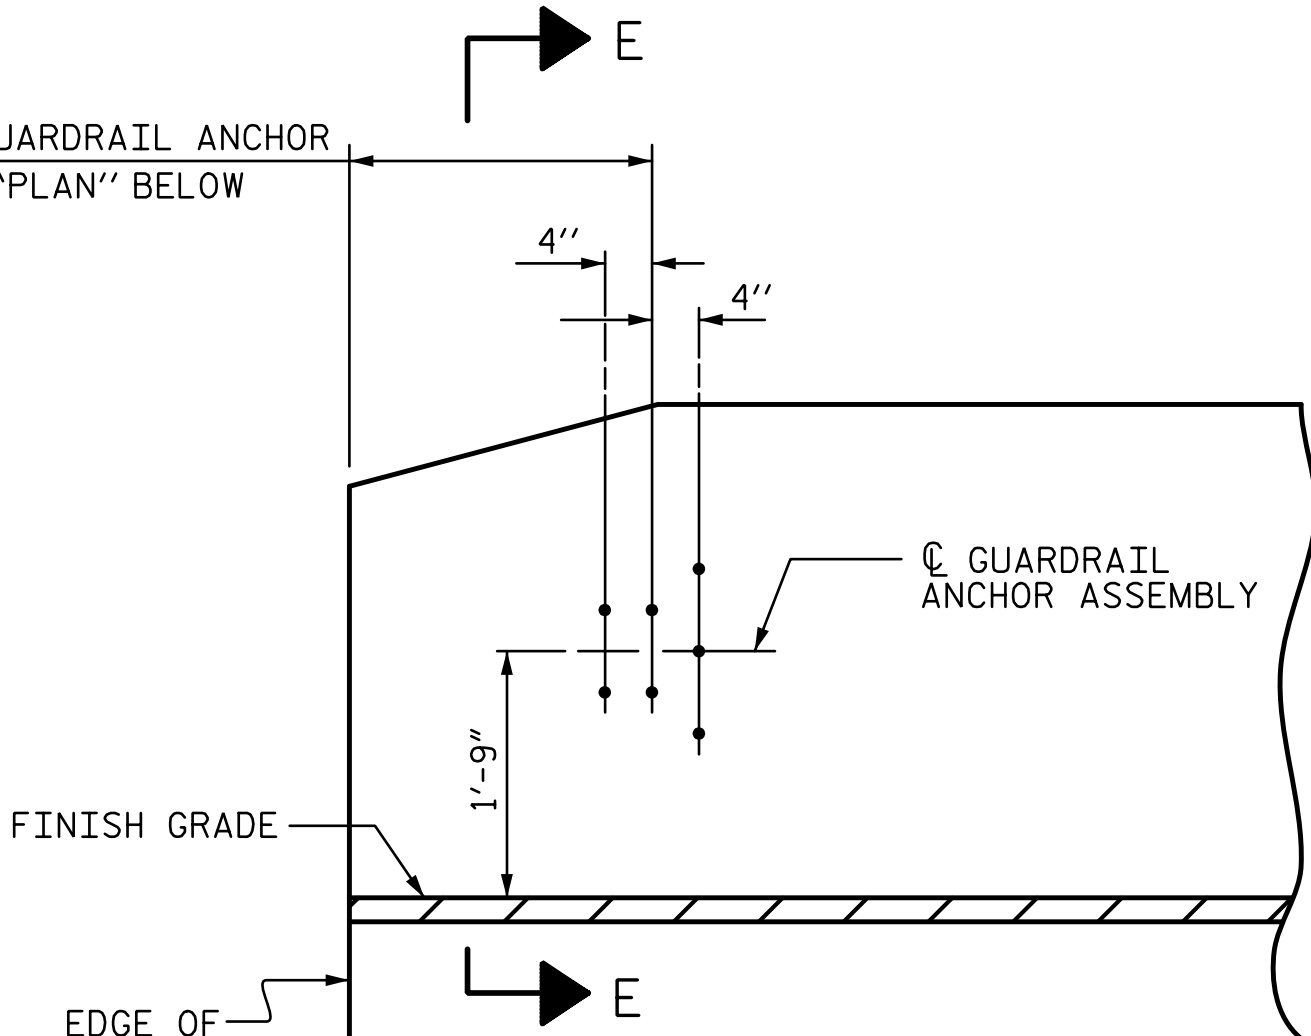 E
UARDRAIL ANCHOR
"PLAN" BELOW
4"
4"
℄ GUARDRAIL
ANCHOR ASSEMBLY
1'-9"
FINISH GRADE
E
EDGE OF